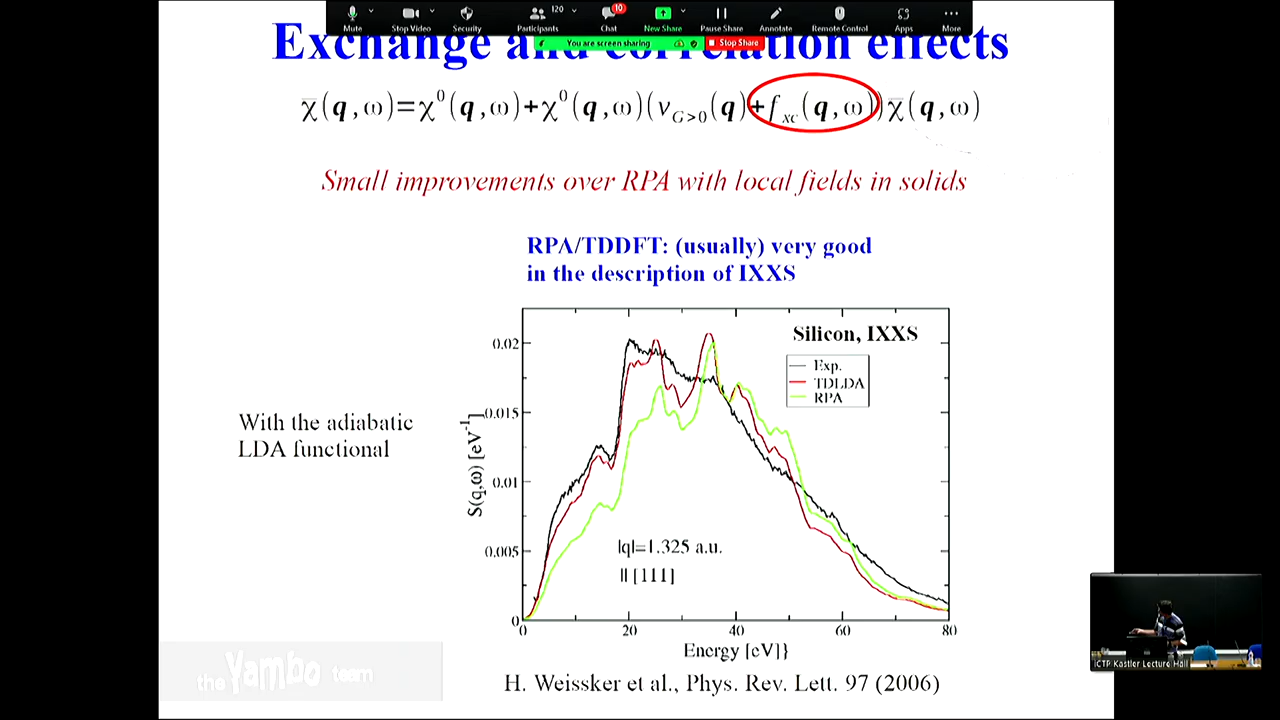 120
10
Mute
Stop Video
Security
Participants
Chat
New Share
Pause Share
Annotate
Remote Control
Apps
More
You are screen sharing
Stop Share
Exchange and correlation effects
χ̅(q,ω)=χ⁰(q,ω)+χ⁰(q,ω)(v_{G>0}(q)+f_{xc}(q,ω))χ̅(q,ω)
Small improvements over RPA with local fields in solids
RPA/TDDFT: (usually) very good
in the description of IXXS
With the adiabatic
LDA functional
Silicon, IXXS
Exp.
TDLDA
RPA
S(q,ω) [eV⁻¹]
0.02
0.015
0.01
0.005
0
|q|=1.325 a.u.
|| [111]
0
20
40
60
80
Energy [eV]}
H. Weissker et al., Phys. Rev. Lett. 97 (2006)
the Yambo team
ICTP Kastler Lecture Hall